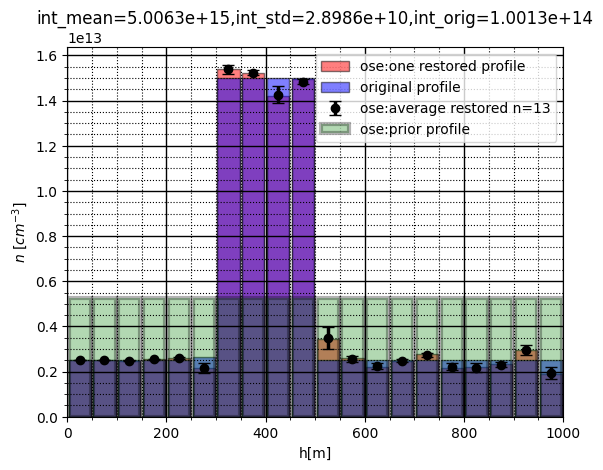 int_mean=5.0063e+15,int_std=2.8986e+10,int_orig=1.0013e+14
1e13
1.6
1.4
1.2
1.0
0.8
0.6
0.4
0.2
0.0
n [cm⁻³]
ose:one restored profile
original profile
ose:average restored n=13
ose:prior profile
0 200 400 600 800 1000
h[m]